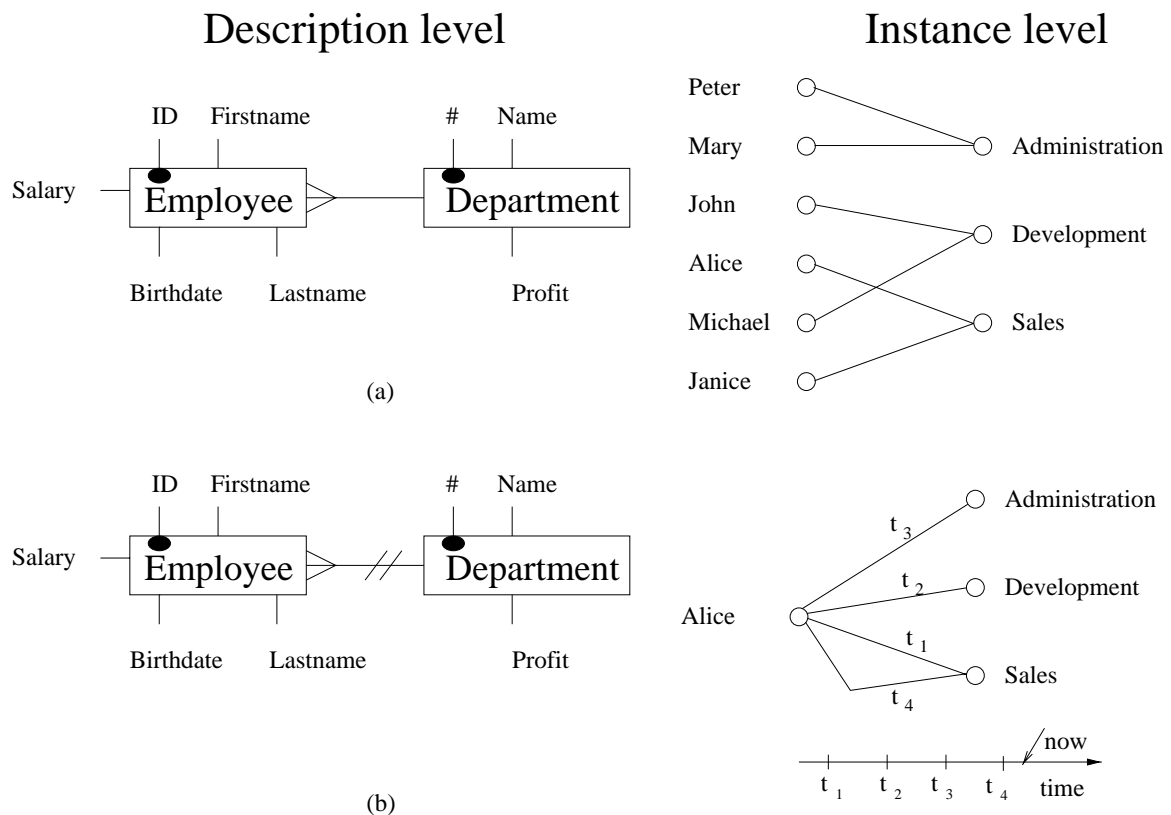 Description level
Instance level
ID Firstname # Name
Salary
Employee
Department
Birthdate Lastname Profit
(a)
Peter
Mary
John
Alice
Michael
Janice
Administration
Development
Sales
ID Firstname # Name
Salary
Employee
Department
Birthdate Lastname Profit
(b)
Alice
t 3
t 2
t 1
t 4
Administration
Development
Sales
now
t 1 t 2 t 3 t 4 time